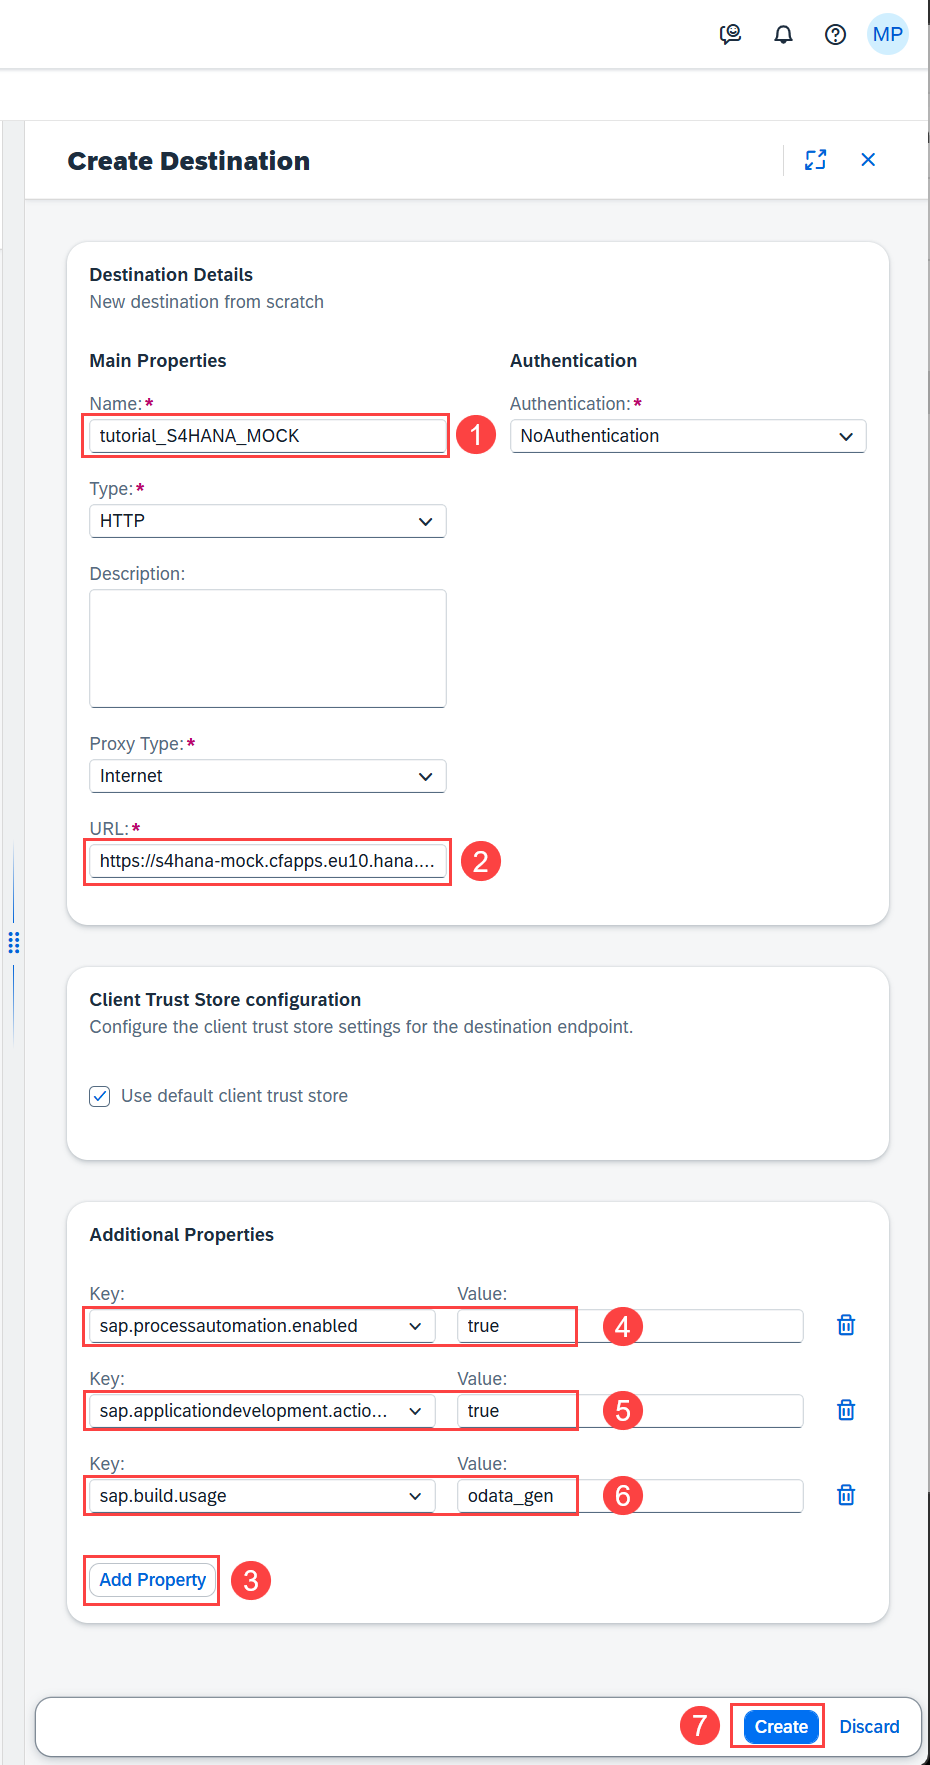 MP
Create Destination
Destination Details
New destination from scratch
Main Properties
Authentication
Name:*
Authentication:*
tutorial_S4HANA_MOCK
1
NoAuthentication
Type:*
HTTP
Description:
Proxy Type:*
Internet
URL:*
https://s4hana-mock.cfapps.eu10.hana....
2
Client Trust Store configuration
Configure the client trust store settings for the destination endpoint.
Use default client trust store
Additional Properties
Key:
Value:
sap.processautomation.enabled
true
4
Key:
Value:
sap.applicationdevelopment.actio...
true
5
Key:
Value:
sap.build.usage
odata_gen
6
Add Property
3
7
Create
Discard